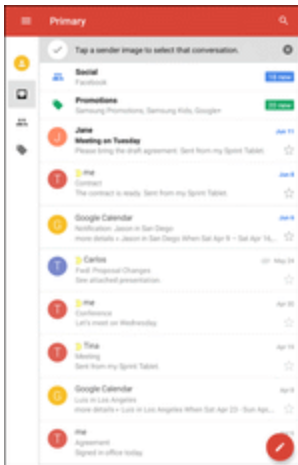 Primary
Tap a sender image to select that conversation.
Social
Facebook
18 new
Promotions
Samsung Promotions, Samsung Kids, Google+
20 new
J
Jane
Jun 11
Meeting on Tuesday
Please bring the draft agreement. Sent from my Sprint Tablet.
T
me
Jun 8
Contract
The contract is ready. Sent from my Sprint Tablet.
G
Google Calendar
Jun 6
Notification: Jason in San Diego
more details » Jason in San Diego When Sat Apr 9 – Sat Apr 16,...
T
Carlos
May 24
Fwd: Proposal Changes
See attached presentation.
T
me
Conference
Let's meet on Wednesday.
T
Tina
Apr 14
Meeting
Sent from my Sprint Tablet.
G
Google Calendar
Luis in Los Angeles
more details » Luis in Los Angeles When Sat Apr 23 - Sun Apr...
T
me
Agreement
Signed in office today.